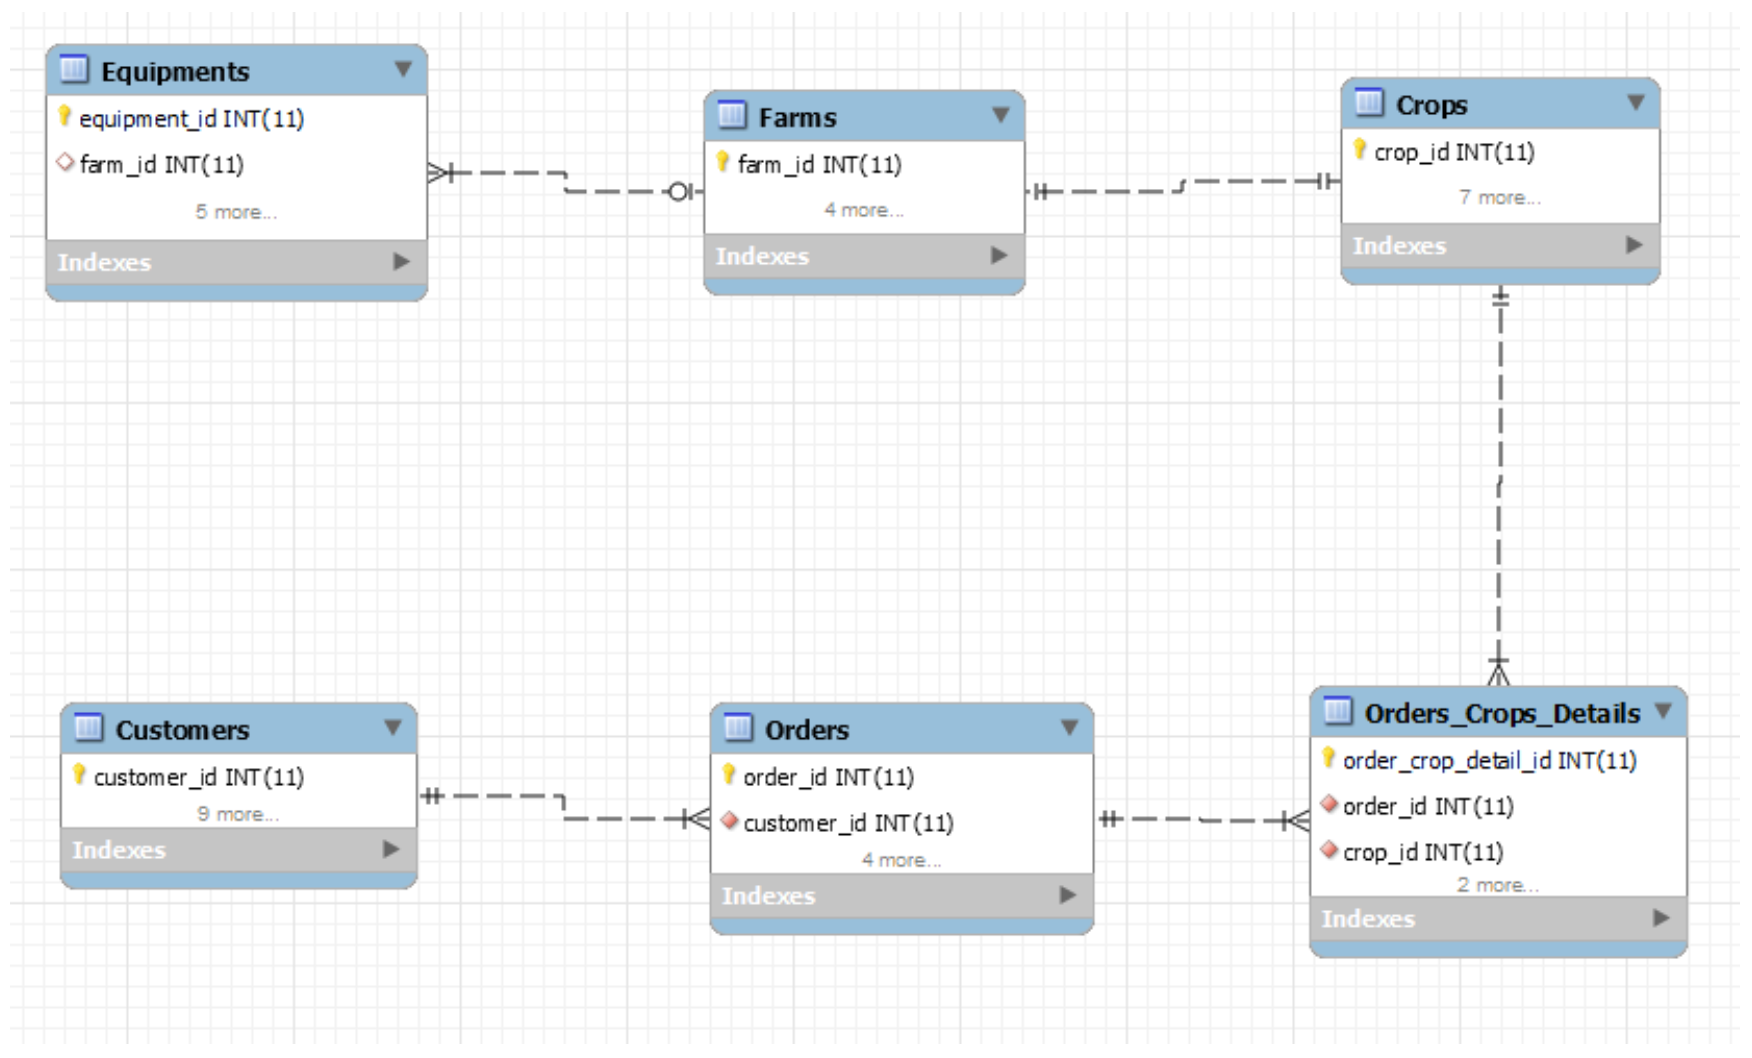 Equipments
equipment_id INT(11)
farm_id INT(11)
5 more...
Indexes
Farms
farm_id INT(11)
4 more...
Indexes
Crops
crop_id INT(11)
7 more...
Indexes
Customers
customer_id INT(11)
9 more...
Indexes
Orders
order_id INT(11)
customer_id INT(11)
4 more...
Indexes
Orders_Crops_Details
order_crop_detail_id INT(11)
order_id INT(11)
crop_id INT(11)
2 more...
Indexes